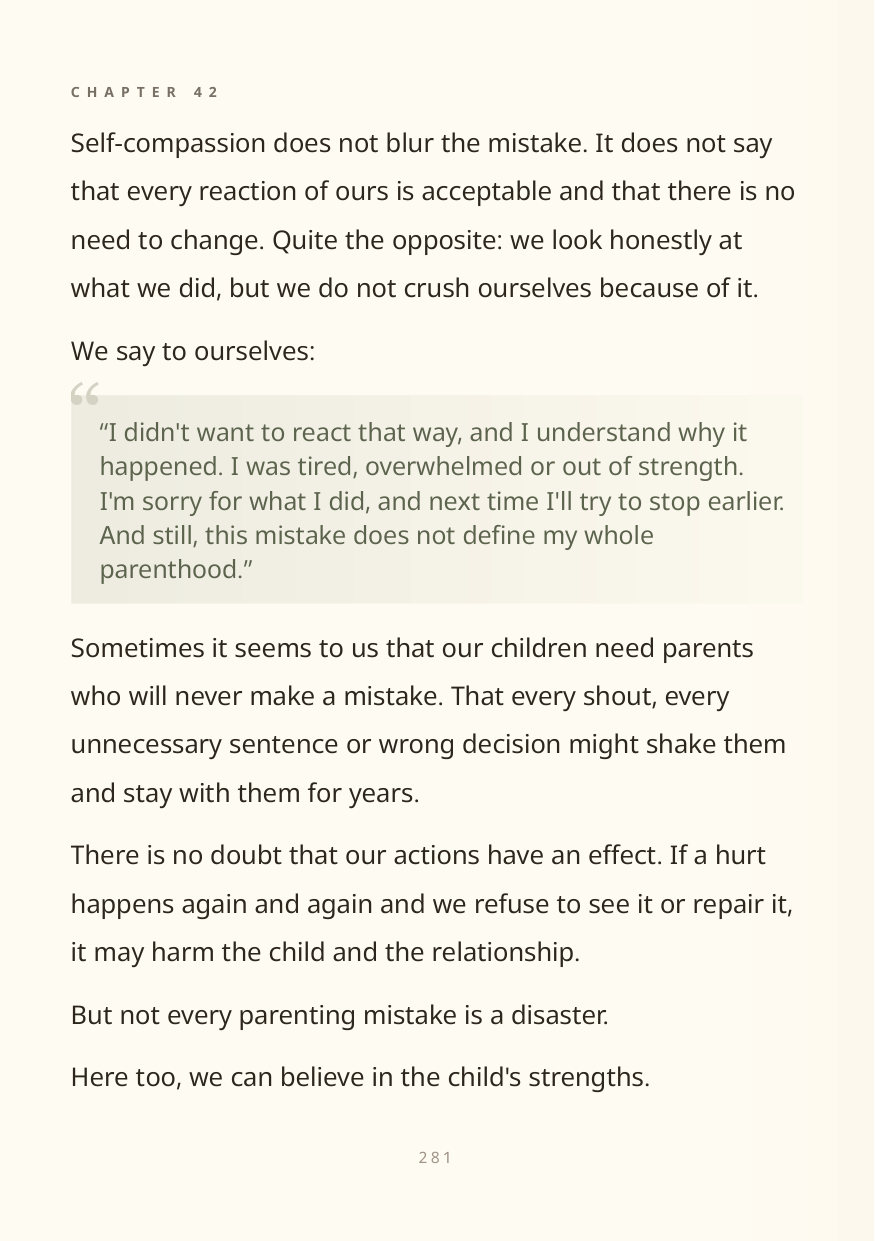 CHAPTER 42
Self-compassion does not blur the mistake. It does not say
that every reaction of ours is acceptable and that there is no
need to change. Quite the opposite: we look honestly at
what we did, but we do not crush ourselves because of it.
We say to ourselves:
“
“I didn't want to react that way, and I understand why it
happened. I was tired, overwhelmed or out of strength.
I'm sorry for what I did, and next time I'll try to stop earlier.
And still, this mistake does not define my whole
parenthood.”
Sometimes it seems to us that our children need parents
who will never make a mistake. That every shout, every
unnecessary sentence or wrong decision might shake them
and stay with them for years.
There is no doubt that our actions have an effect. If a hurt
happens again and again and we refuse to see it or repair it,
it may harm the child and the relationship.
But not every parenting mistake is a disaster.
Here too, we can believe in the child's strengths.
281